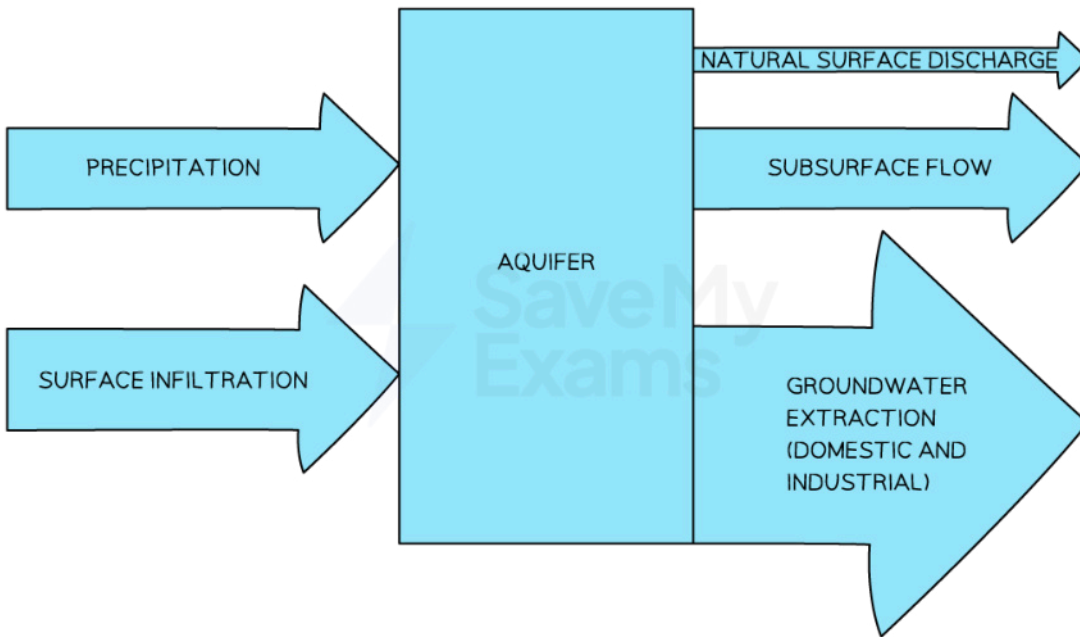 NATURAL SURFACE DISCHARGE
PRECIPITATION
SUBSURFACE FLOW
AQUIFER
SaveMy
Exams
SURFACE INFILTRATION
GROUNDWATER
EXTRACTION
(DOMESTIC AND
INDUSTRIAL)